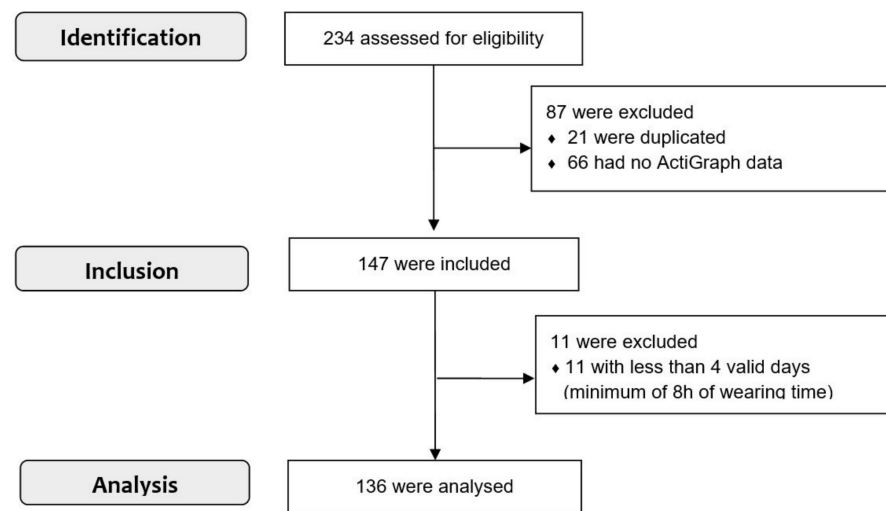 Identification
234 assessed for eligibility
87 were excluded
♦ 21 were duplicated
♦ 66 had no ActiGraph data
Inclusion
147 were included
11 were excluded
♦ 11 with less than 4 valid days
(minimum of 8h of wearing time)
Analysis
136 were analysed